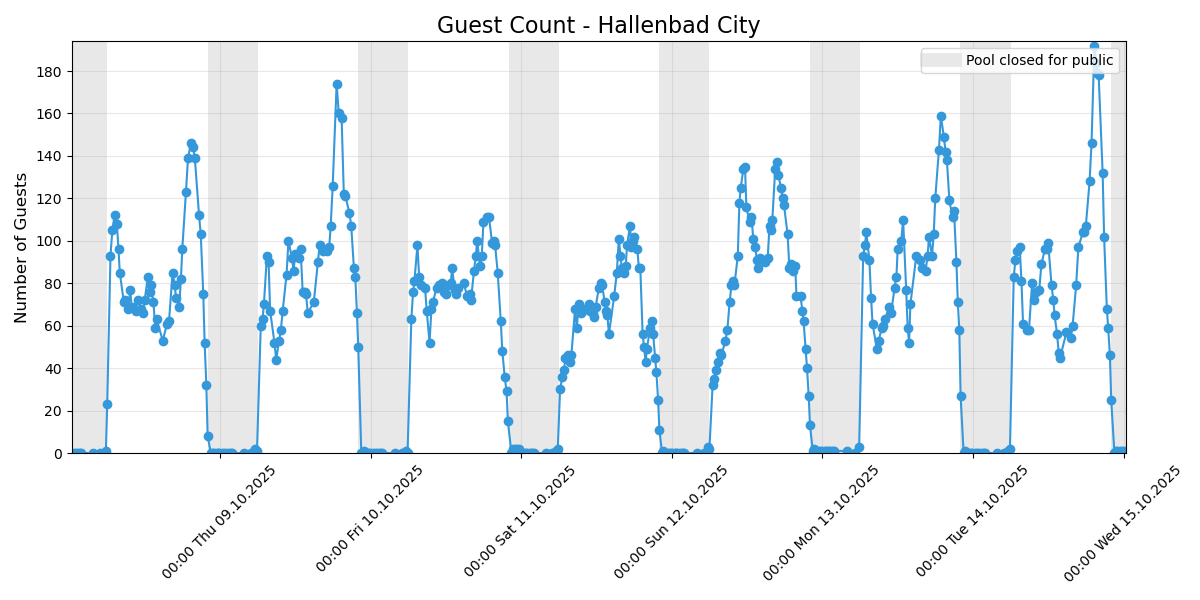 Guest Count - Hallenbad City
Pool closed for public
Number of Guests
180
160
140
120
100
80
60
40
20
0
00:00 Thu 09.10.2025
00:00 Fri 10.10.2025
00:00 Sat 11.10.2025
00:00 Sun 12.10.2025
00:00 Mon 13.10.2025
00:00 Tue 14.10.2025
00:00 Wed 15.10.2025